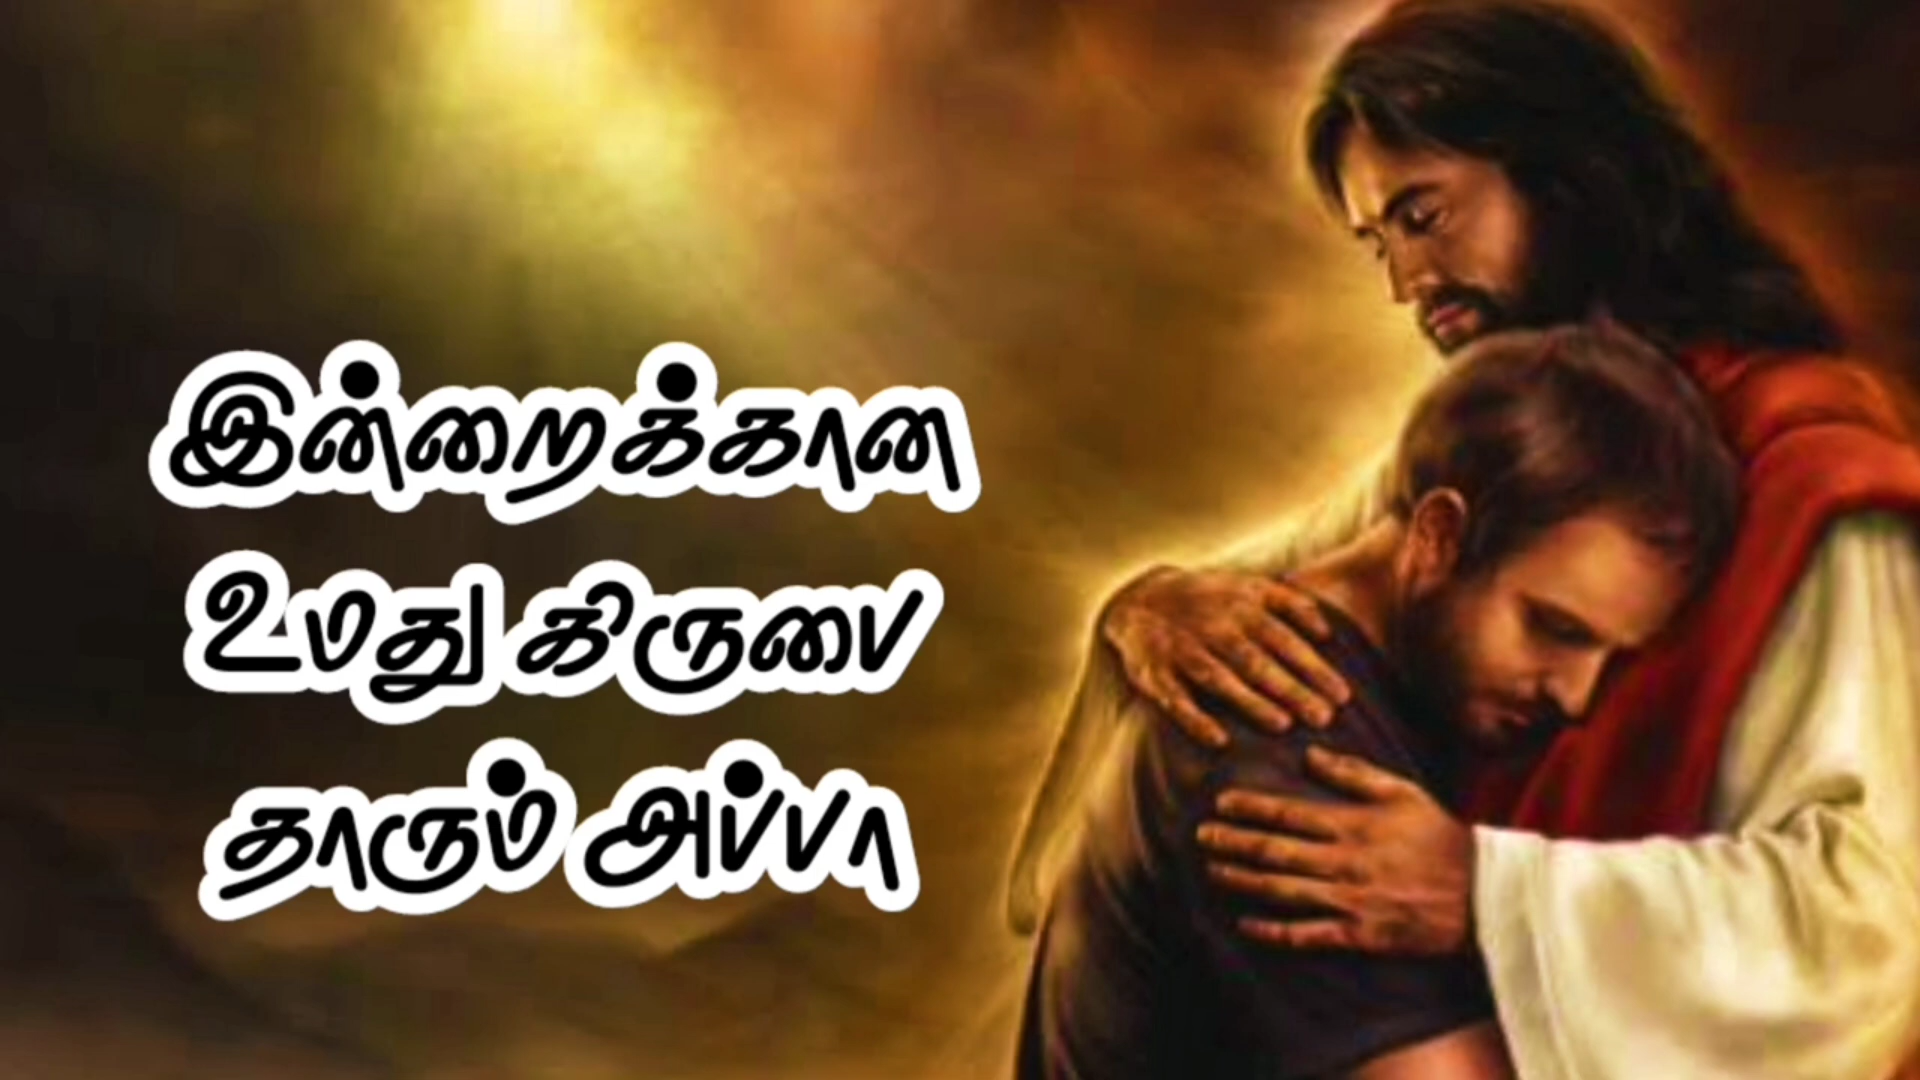 இன்றைக்கான
உமது கிருபை
தாரும் அப்பா